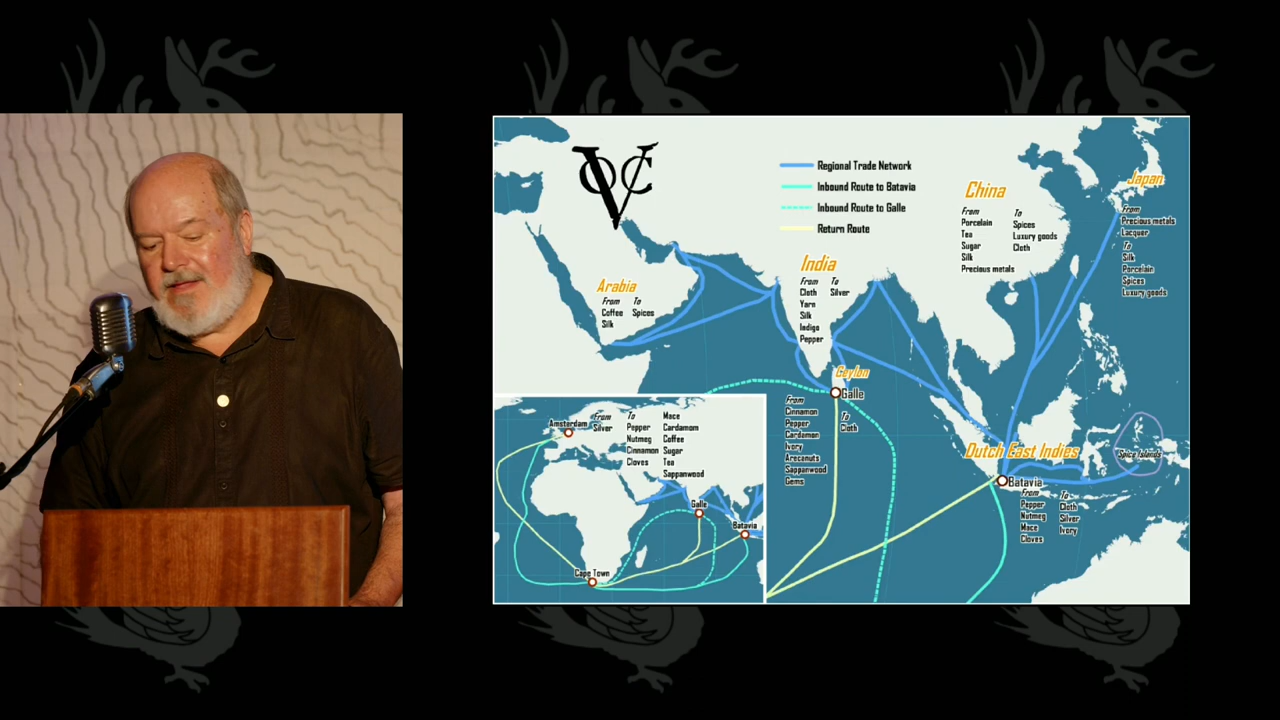 VOC
Regional Trade Network
Inbound Route to Batavia
Inbound Route to Galle
Return Route
China
From
Porcelain
Tea
Sugar
Silk
Precious metals
To
Spices
Luxury goods
Cloth
Japan
From
Precious metals
Lacquer
To
Silk
Porcelain
Spices
Luxury goods
India
From
Cloth
Yarn
Silk
Indigo
Pepper
To
Silver
Arabia
From
Coffee
Silk
To
Spices
Ceylon
Galle
From
Cinnamon
Pepper
Cardamon
Ivory
Arecanuts
Sappanwood
Gems
To
Cloth
Dutch East Indies
Spice Islands
Batavia
From
Pepper
Nutmeg
Mace
Cloves
To
Cloth
Silver
Ivory
Amsterdam
From
Silver
To
Pepper
Nutmeg
Cinnamon
Cloves
Mace
Cardamom
Coffee
Sugar
Tea
Sappanwood
Galle
Batavia
Cape Town